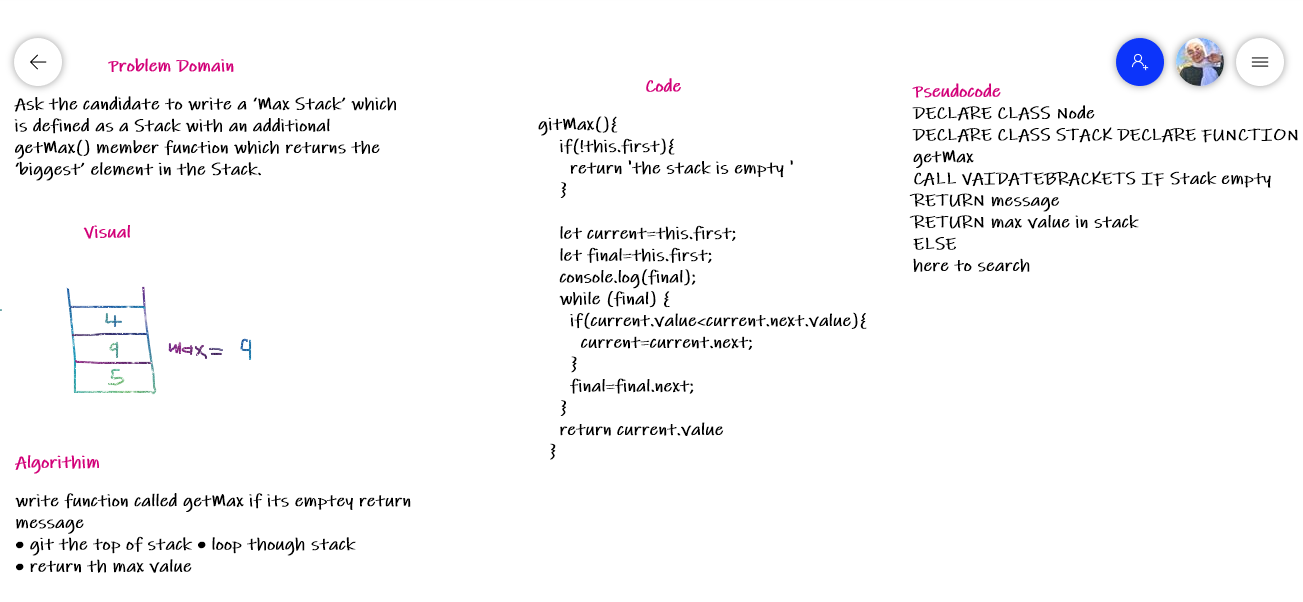 Problem Domain
Ask the candidate to write a 'Max Stack' which
is defined as a Stack with an additional
getMax() member function which returns the
'biggest' element in the Stack.
Visual
4
9
5
max = 9
Algorithim
write function called getMax if its emptey return
message
• git the top of stack • loop though stack
• return th max value
Code
gitMax(){
if(!this.first){
return 'the stack is empty '
}
let current=this.first;
let final=this.first;
console.log(final);
while (final) {
if(current.value<current.next.value){
current=current.next;
}
final=final.next;
}
return current.value
}
Pseudocode
DECLARE CLASS Node
DECLARE CLASS STACK DECLARE FUNCTION
getMax
CALL VAIDATEBRACKETS IF Stack empty
RETURN message
RETURN max value in stack
ELSE
here to search